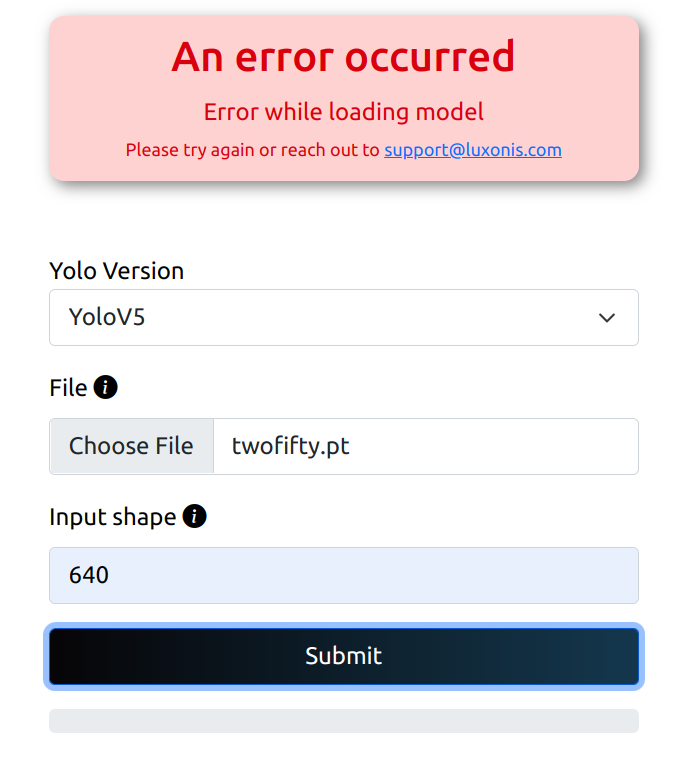 An error occurred
Error while loading model
Please try again or reach out to support@luxonis.com
Yolo Version
YoloV5
File i
Choose File twofifty.pt
Input shape i
640
Submit